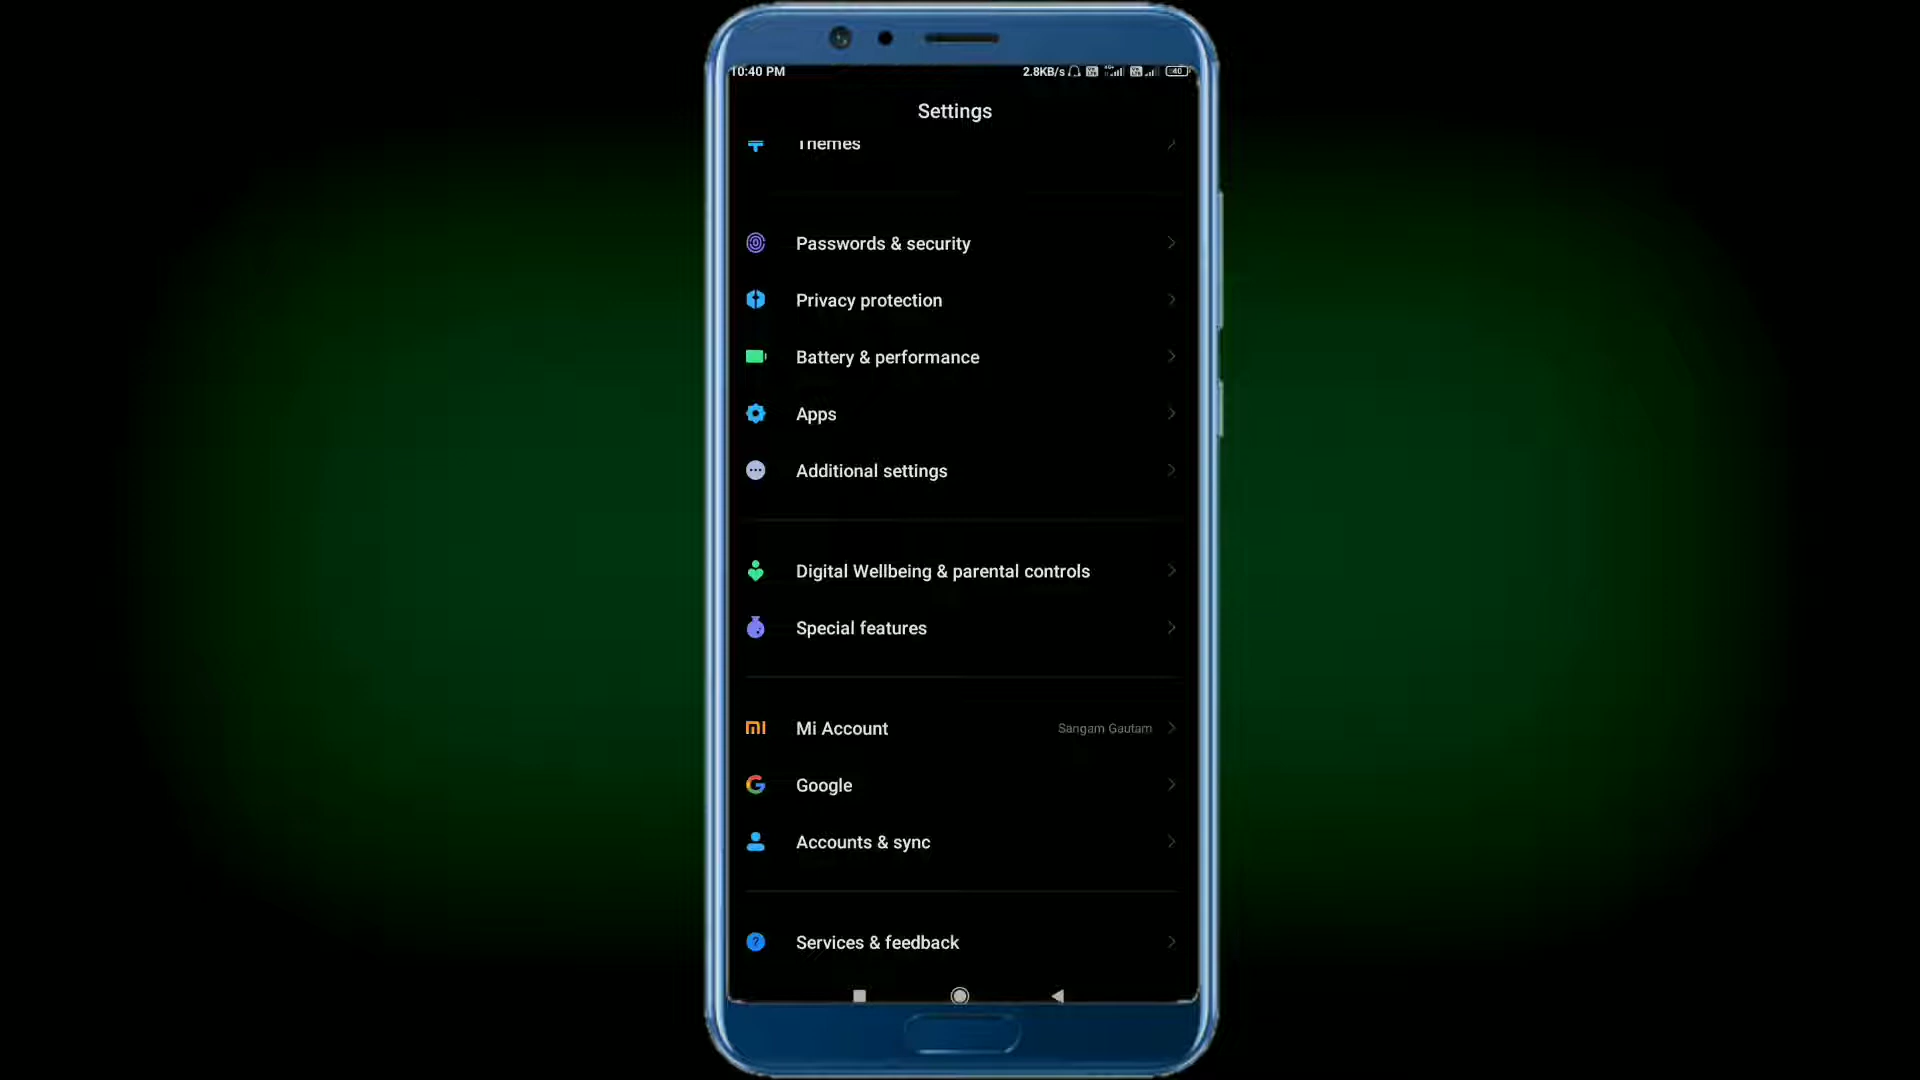 10:40 PM 2.8KB/s 40
Settings
Themes
Passwords & security
Privacy protection
Battery & performance
Apps
Additional settings
Digital Wellbeing & parental controls
Special features
Mi Account Sangam Gautam
Google
Accounts & sync
Services & feedback